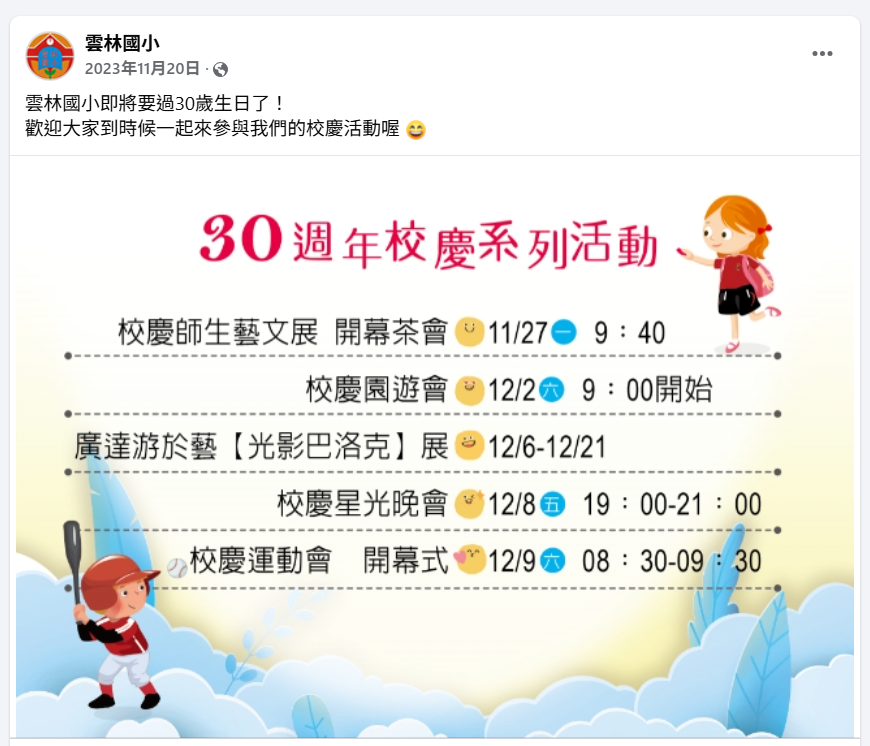 雲林國小
2023年11月20日 ·
雲林國小即將要過30歲生日了！
歡迎大家到時候一起來參與我們的校慶活動喔 😄
30週年校慶系列活動
校慶師生藝文展 開幕茶會 11/27 一 9：40
校慶園遊會 12/2 六 9：00開始
廣達游於藝【光影巴洛克】展 12/6-12/21
校慶星光晚會 12/8 五 19：00-21：00
校慶運動會 開幕式 12/9 六 08：30-09：30